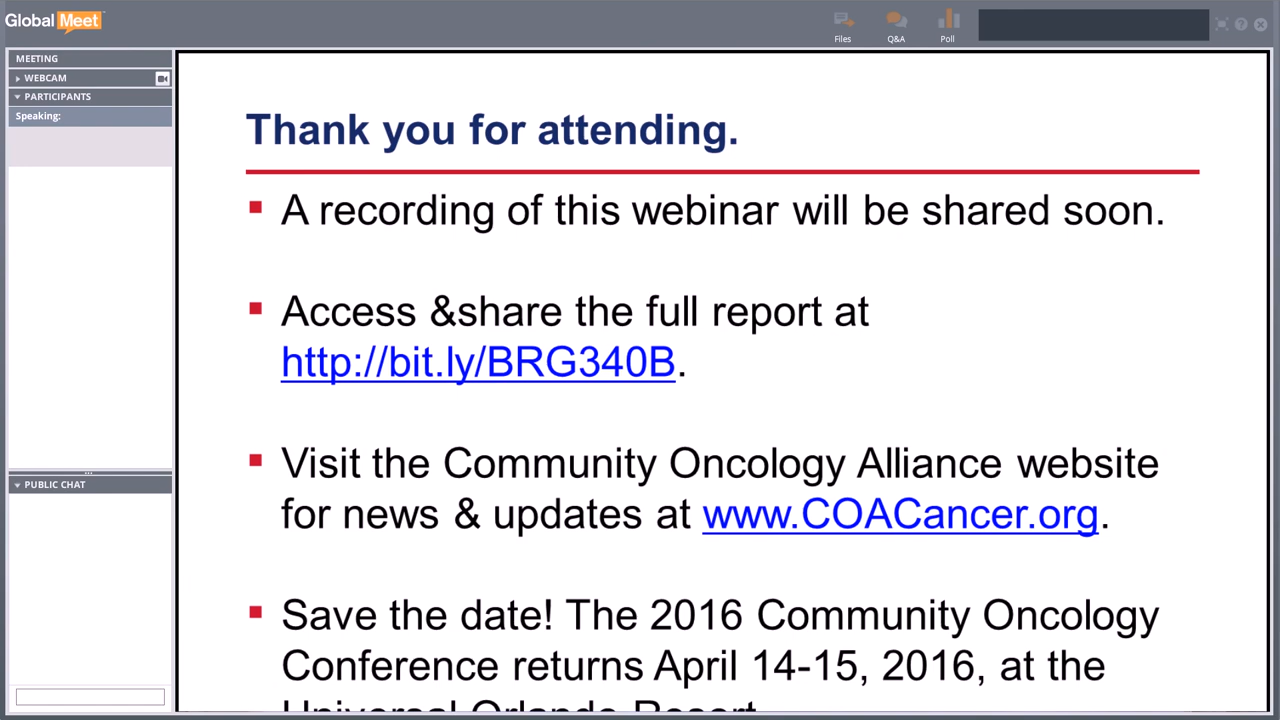 Global Meet
Files
Q&A
Poll
MEETING
WEBCAM
PARTICIPANTS
Speaking:
PUBLIC CHAT
Thank you for attending.
A recording of this webinar will be shared soon.
Access &share the full report at
http://bit.ly/BRG340B.
Visit the Community Oncology Alliance website
for news & updates at www.COACancer.org.
Save the date! The 2016 Community Oncology
Conference returns April 14-15, 2016, at the
Universal Orlando Resort